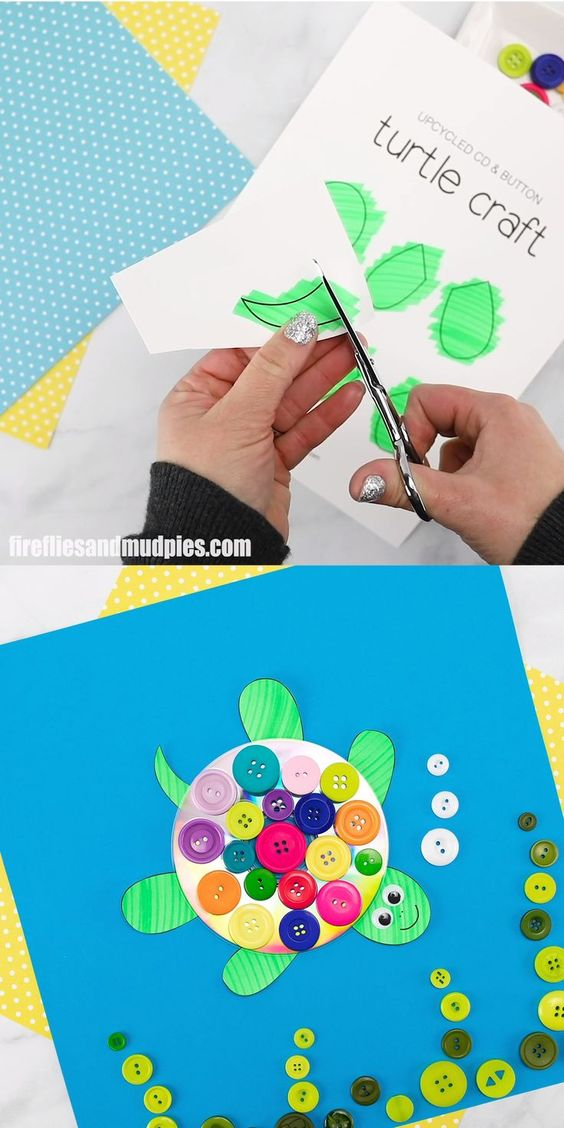 UPCYCLED CD & BUTTON
turtle craft
firefliesandmudpies.com